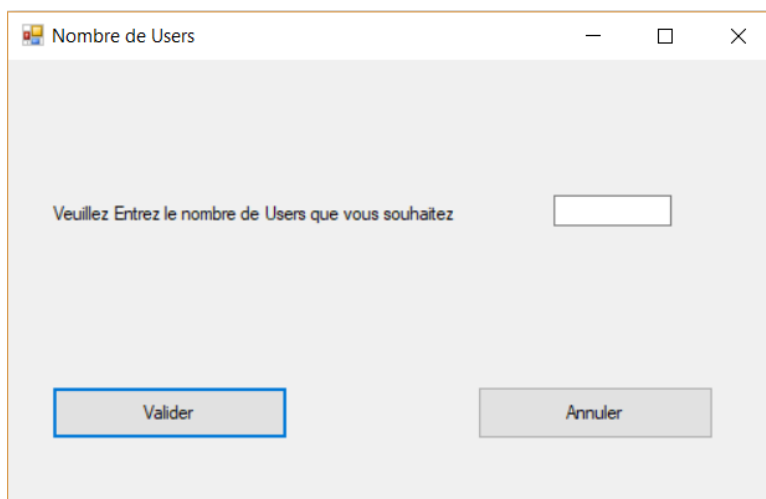 Nombre de Users
Veuillez Entrez le nombre de Users que vous souhaitez
Valider
Annuler